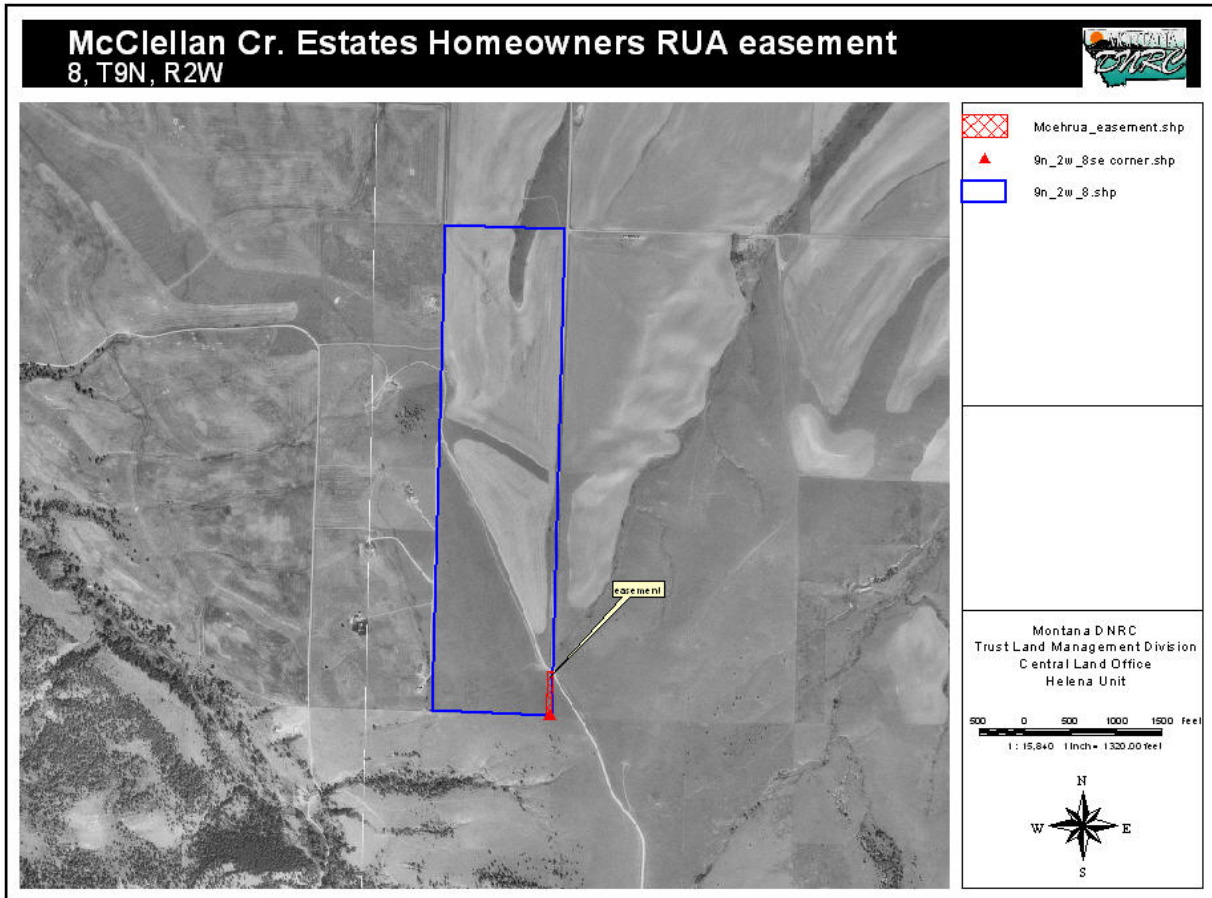 McClellan Cr. Estates Homeowners RUA easement
8, T9N, R2W
MONTANA
DNRC
Mcehrua_easement.shp
9n_2w_8se corner.shp
9n_2w_8.shp
easement
Montana DNRC
Trust Land Management Division
Central Land Office
Helena Unit
500 0 500 1000 1500 feet
1 : 15,840 1 inch = 1320.00 feet
N
W E
S